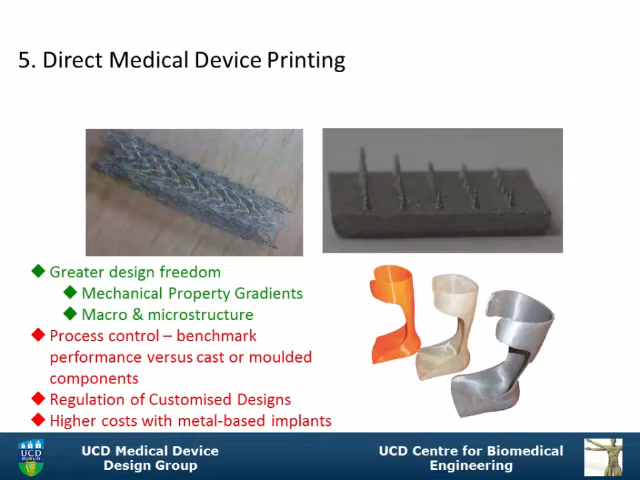 5. Direct Medical Device Printing
Greater design freedom
Mechanical Property Gradients
Macro & microstructure
Process control – benchmark
performance versus cast or moulded
components
Regulation of Customised Designs
Higher costs with metal-based implants
UCD
DUBLIN
UCD Medical Device
Design Group
UCD Centre for Biomedical
Engineering